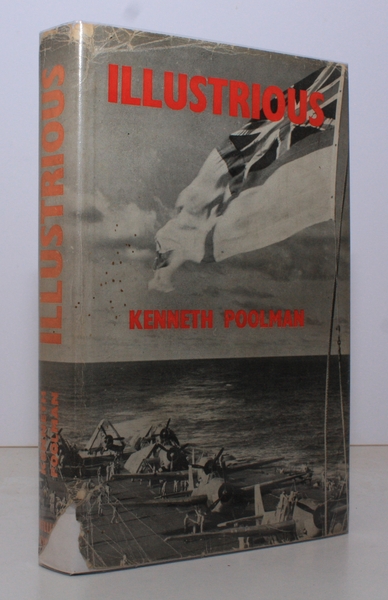 ILLUSTRIOUS
KENNETH POOLMAN
ILLUSTRIOUS
KENNETH
POOLMAN